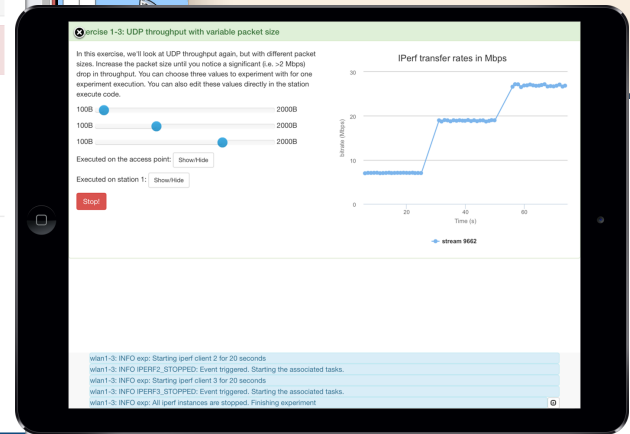 ercise 1-3: UDP throughput with variable packet size
In this exercise, we'll look at UDP throughput again, but with different packet
sizes. Increase the packet size until you notice a significant (i.e. >2 Mbps)
drop in throughput. You can choose three values to experiment with for one
experiment execution. You can also edit these values directly in the station
execute code.
100B 2000B
100B 2000B
100B 2000B
Executed on the access point: Show/Hide
Executed on station 1: Show/Hide
Stop!
IPerf transfer rates in Mbps
30
20
10
0
bitrate (Mbps)
20 40 60
Time (s)
stream 9662
wlan1-3: INFO exp: Starting iperf client 2 for 20 seconds
wlan1-3: INFO IPERF2_STOPPED: Event triggered. Starting the associated tasks.
wlan1-3: INFO exp: Starting iperf client 3 for 20 seconds
wlan1-3: INFO IPERF3_STOPPED: Event triggered. Starting the associated tasks.
wlan1-3: INFO exp: All iperf instances are stopped. Finishing experiment